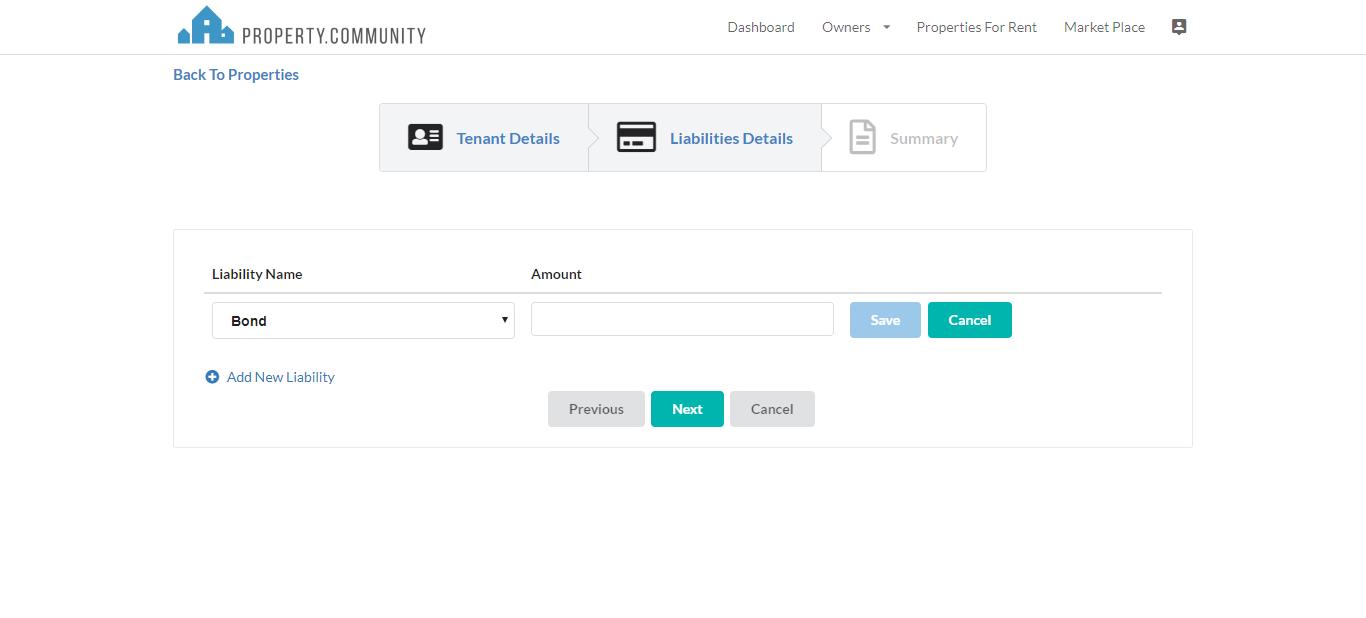 PROPERTY.COMMUNITY
Dashboard Owners Properties For Rent Market Place
Back To Properties
Tenant Details Liabilities Details Summary
Liability Name Amount
Bond Save Cancel
Add New Liability
Previous Next Cancel